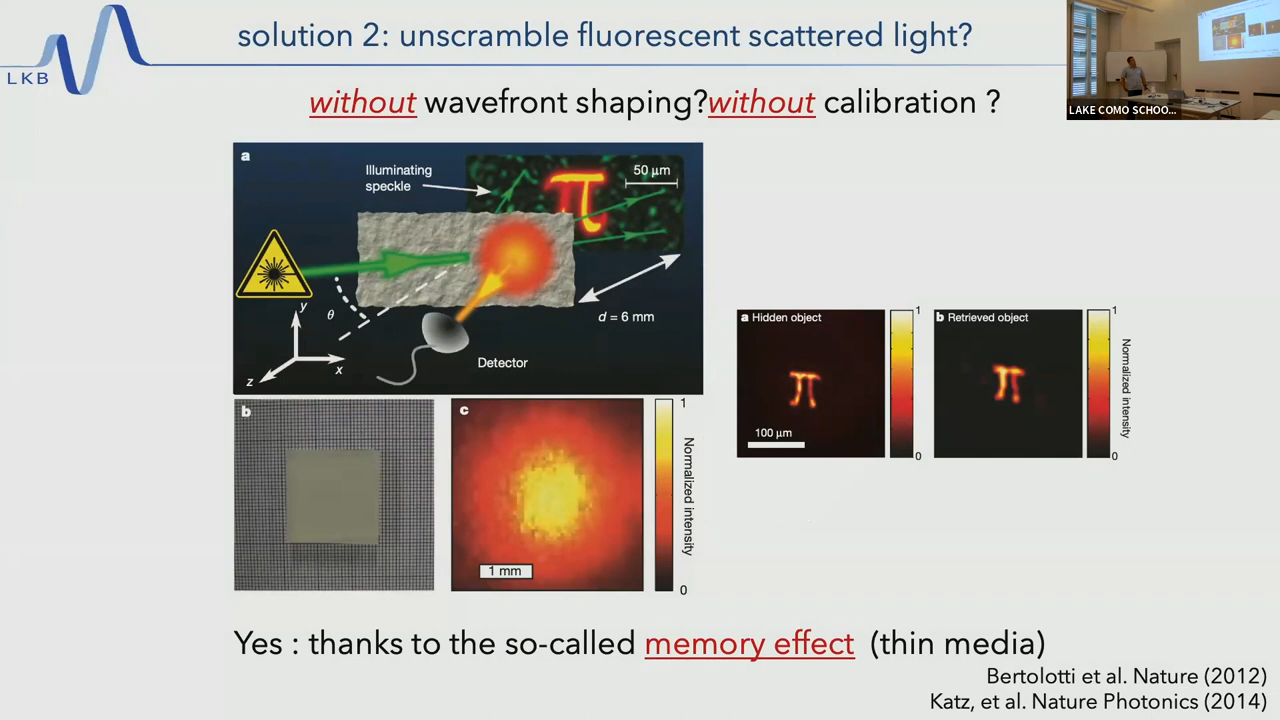 LKB
solution 2: unscramble fluorescent scattered light?
LAKE COMO SCHOO...
without wavefront shaping?without calibration ?
a
Illuminating
speckle
50 µm
π
y
θ
x
z
d = 6 mm
Detector
b
c
1 mm
1
Normalized intensity
0
a Hidden object
π
100 µm
1
0
b Retrieved object
π
1
Normalized intensity
0
Yes : thanks to the so-called memory effect (thin media)
Bertolotti et al. Nature (2012)
Katz, et al. Nature Photonics (2014)